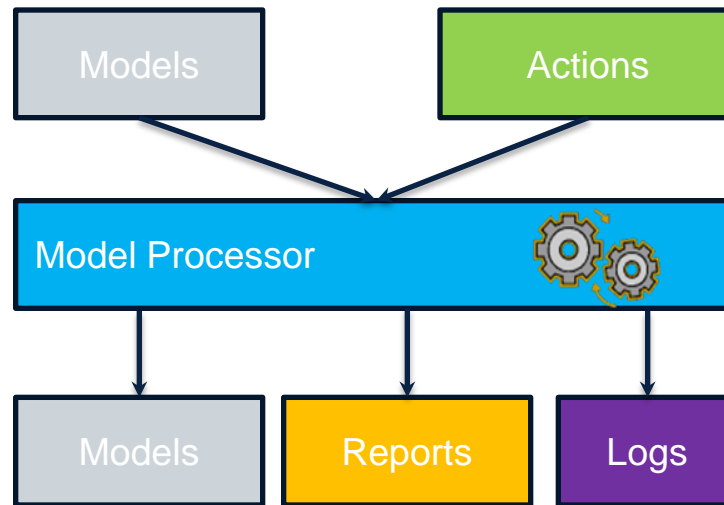 Models
Actions
Model Processor
Models
Reports
Logs